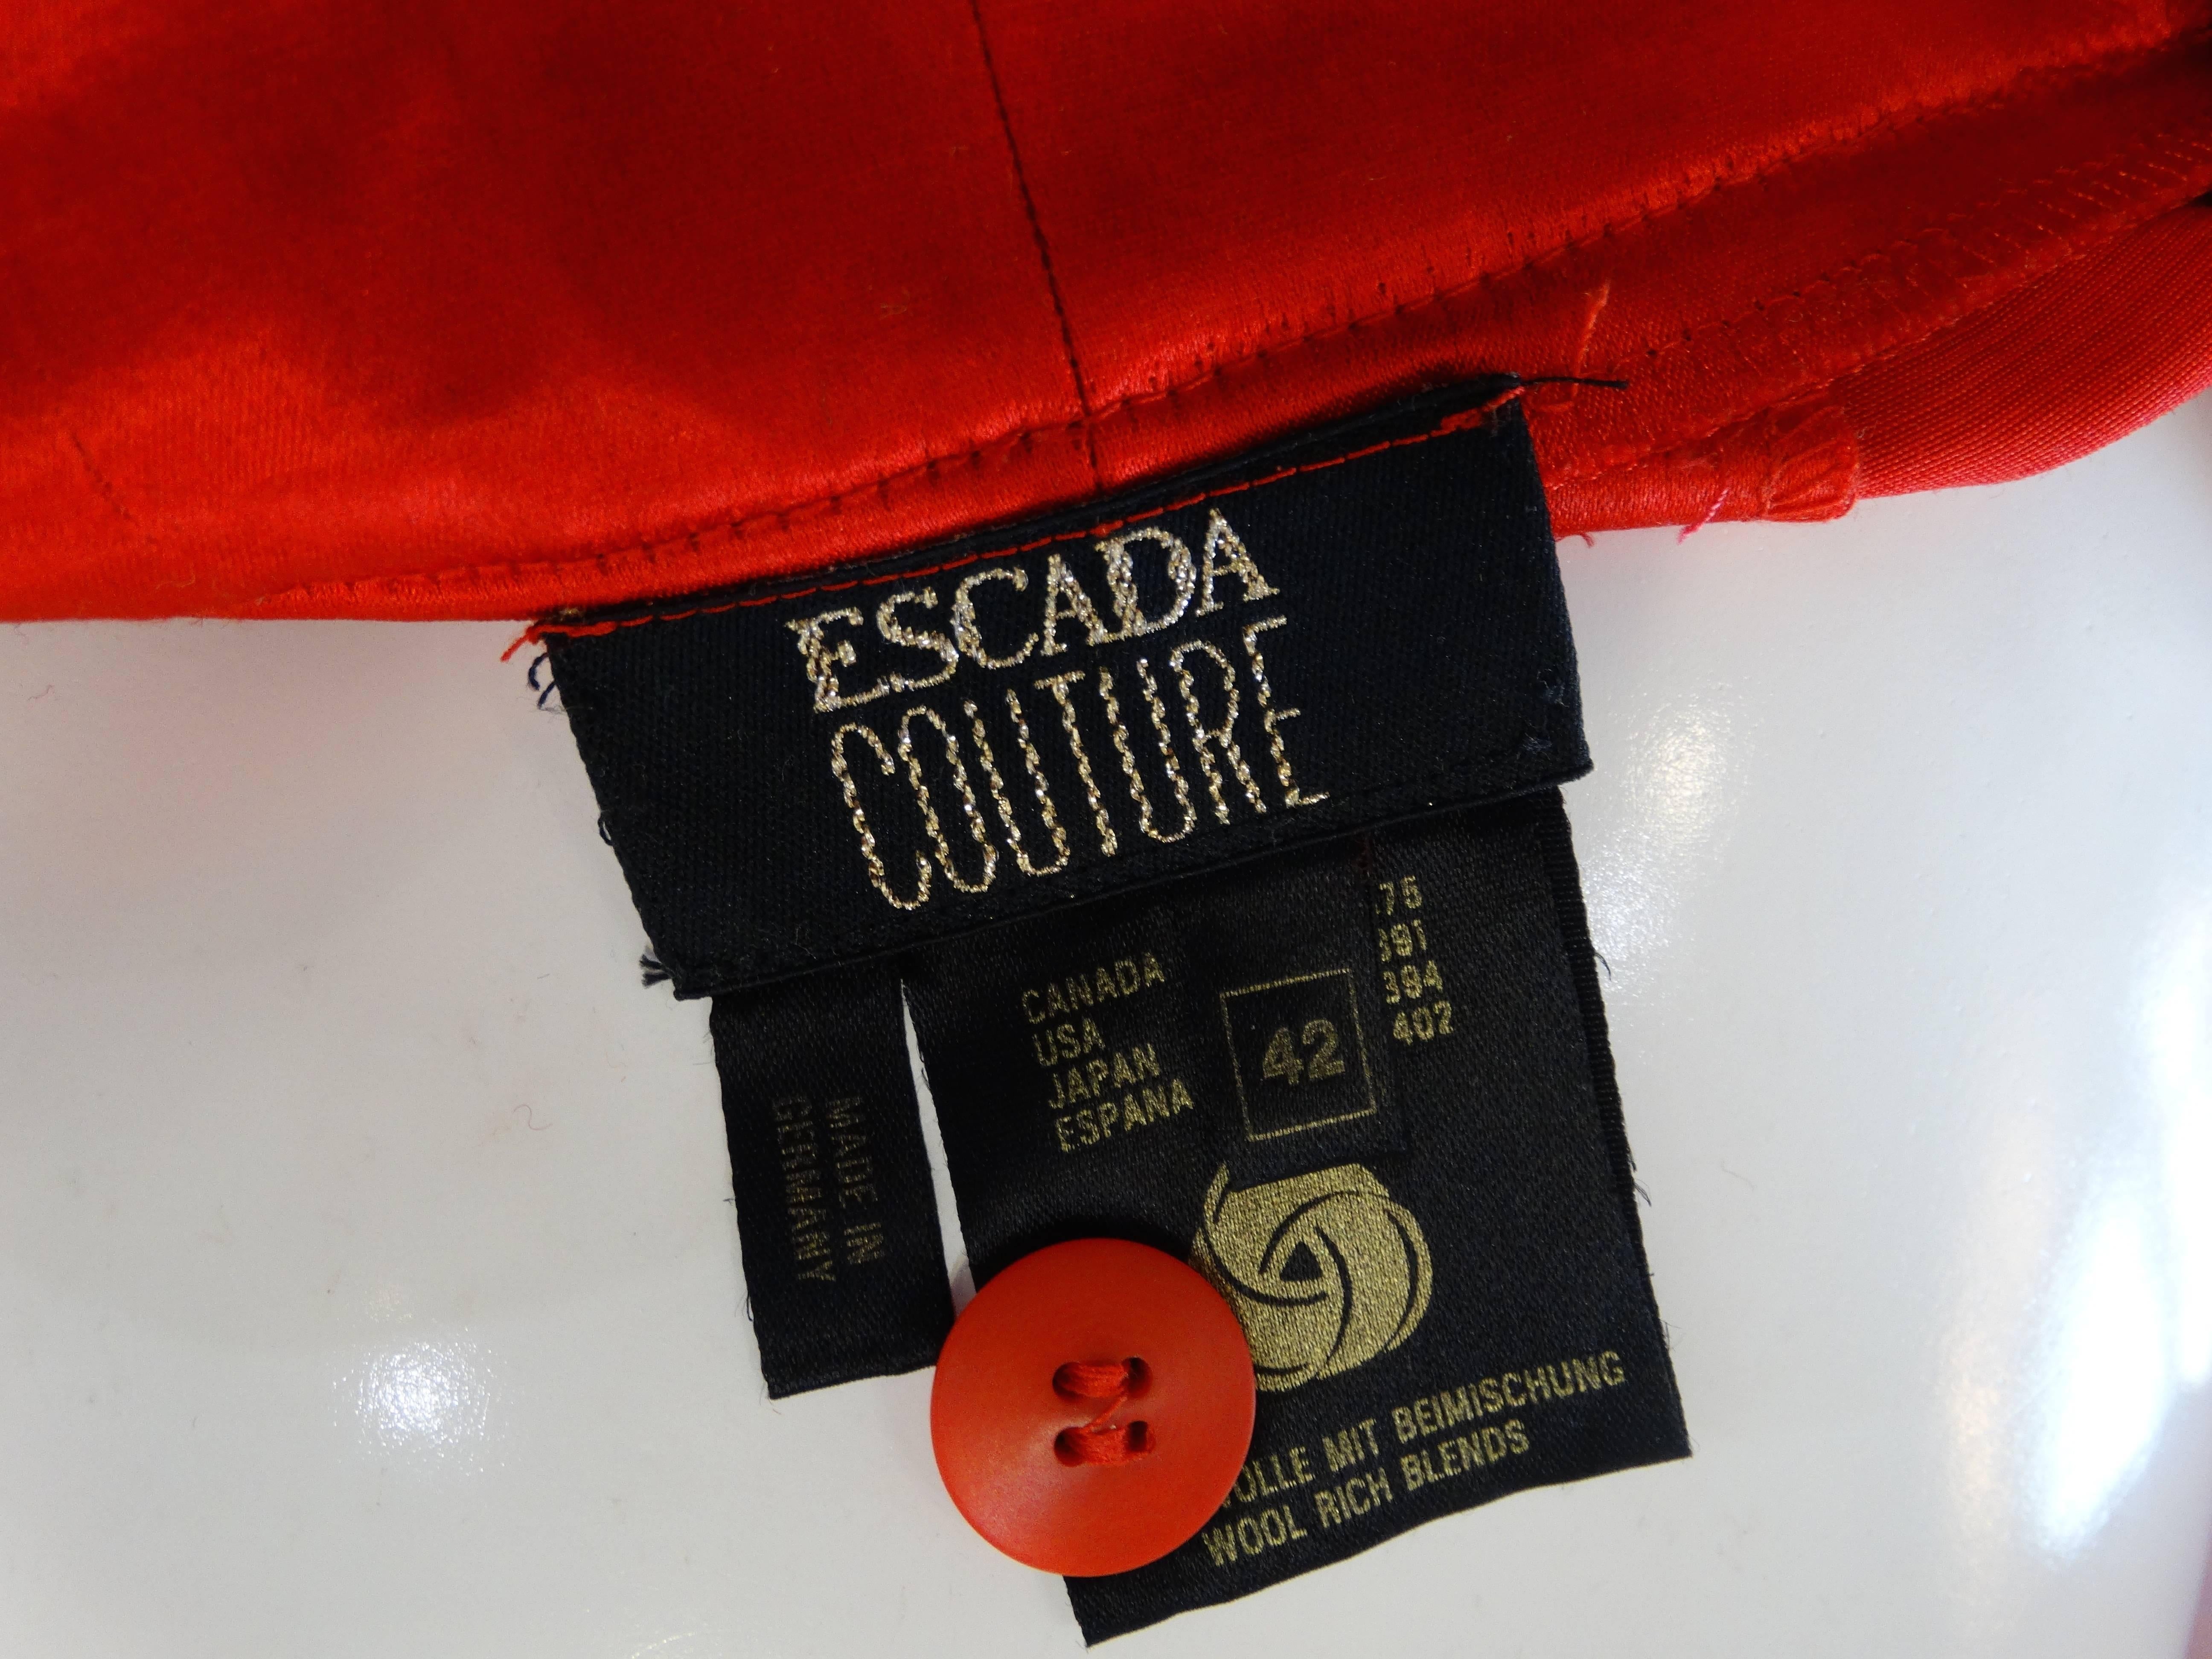 ESCADA
COUTURE
CANADA
USA
JAPAN
ESPANA
42
75
391
394
402
MADE IN
GERMANY
MIT BEIMISCHUNG
WOOL RICH BLENDS